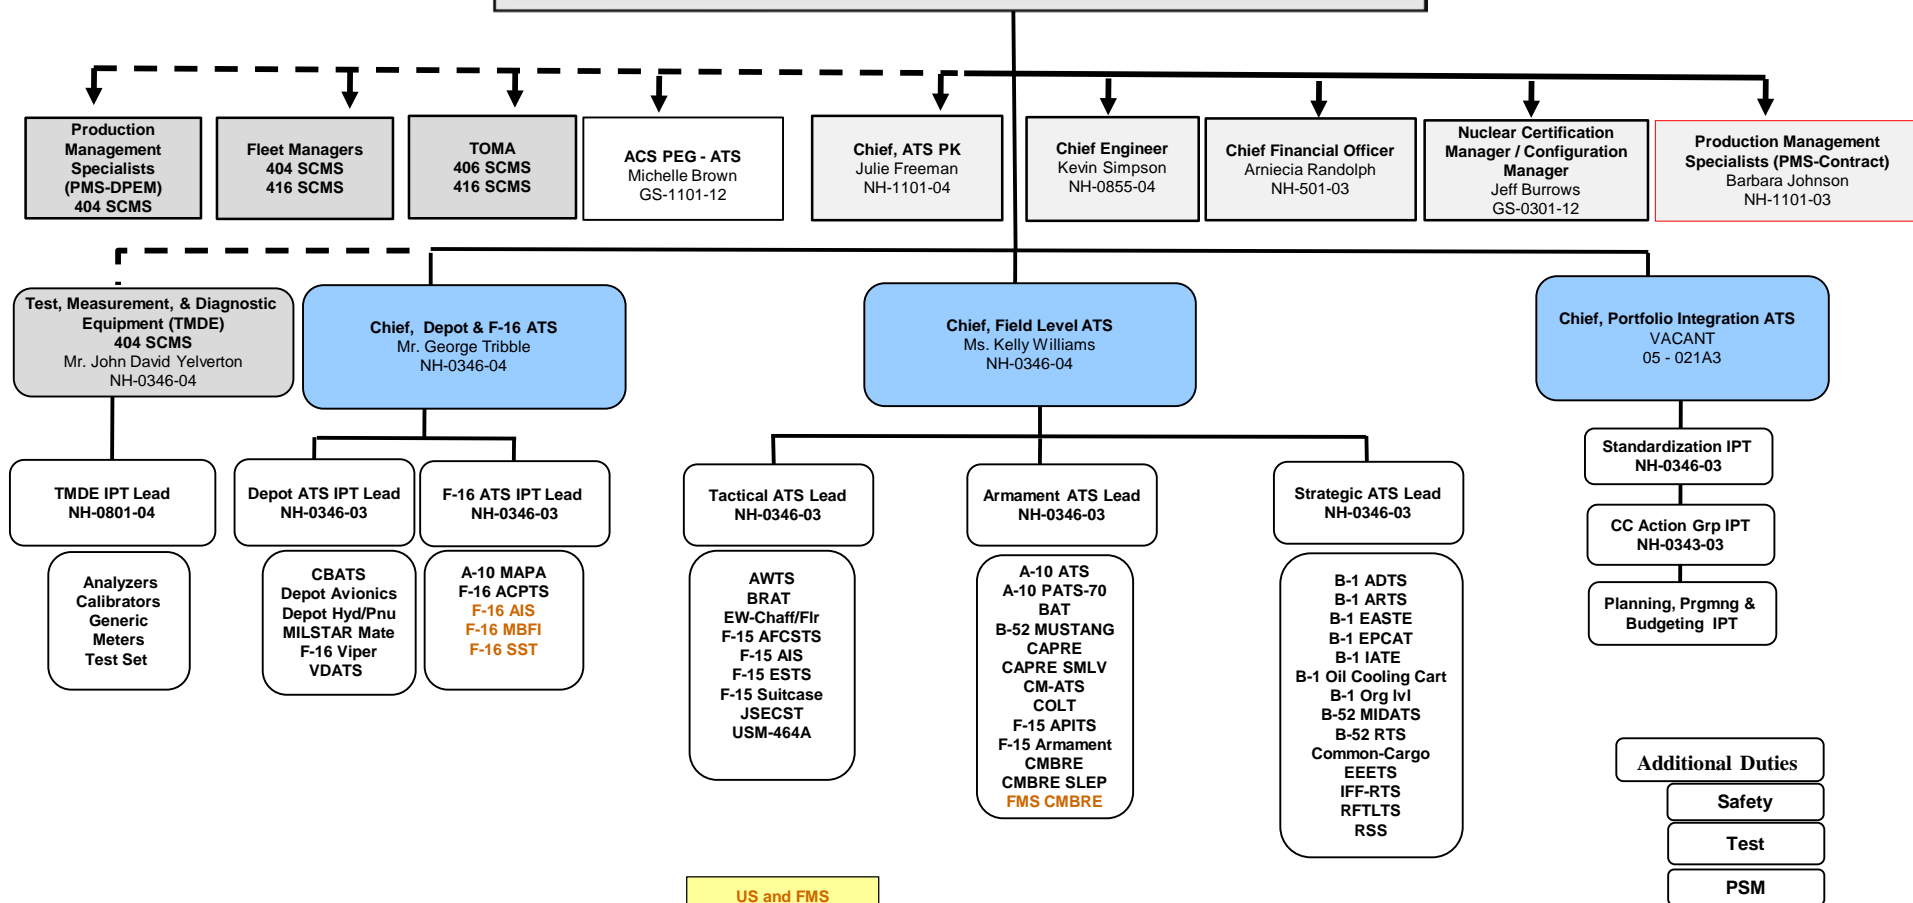 Production
Management
Specialists
(PMS-DPEM)
404 SCMS
Fleet Managers
404 SCMS
416 SCMS
TOMA
406 SCMS
416 SCMS
ACS PEG - ATS
Michelle Brown
GS-1101-12
Chief, ATS PK
Julie Freeman
NH-1101-04
Chief Engineer
Kevin Simpson
NH-0855-04
Chief Financial Officer
Arniecia Randolph
NH-501-03
Nuclear Certification
Manager / Configuration
Manager
Jeff Burrows
GS-0301-12
Production Management
Specialists (PMS-Contract)
Barbara Johnson
NH-1101-03
Test, Measurement, & Diagnostic
Equipment (TMDE)
404 SCMS
Mr. John David Yelverton
NH-0346-04
Chief, Depot & F-16 ATS
Mr. George Tribble
NH-0346-04
Chief, Field Level ATS
Ms. Kelly Williams
NH-0346-04
Chief, Portfolio Integration ATS
VACANT
05 - 021A3
TMDE IPT Lead
NH-0801-04
Depot ATS IPT Lead
NH-0346-03
F-16 ATS IPT Lead
NH-0346-03
Tactical ATS Lead
NH-0346-03
Armament ATS Lead
NH-0346-03
Strategic ATS Lead
NH-0346-03
Standardization IPT
NH-0346-03
CC Action Grp IPT
NH-0343-03
Planning, Prgmng &
Budgeting IPT
Analyzers
Calibrators
Generic
Meters
Test Set
CBATS
Depot Avionics
Depot Hyd/Pnu
MILSTAR Mate
F-16 Viper
VDATS
A-10 MAPA
F-16 ACPTS
F-16 AIS
F-16 MBFI
F-16 SST
AWTS
BRAT
EW-Chaff/Flr
F-15 AFCSTS
F-15 AIS
F-15 ESTS
F-15 Suitcase
JSECST
USM-464A
A-10 ATS
A-10 PATS-70
BAT
B-52 MUSTANG
CAPRE
CAPRE SMLV
CM-ATS
COLT
F-15 APITS
F-15 Armament
CMBRE
CMBRE SLEP
FMS CMBRE
B-1 ADTS
B-1 ARTS
B-1 EASTE
B-1 EPCAT
B-1 IATE
B-1 Oil Cooling Cart
B-1 Org lvl
B-52 MIDATS
B-52 RTS
Common-Cargo
EEETS
IFF-RTS
RFTLTS
RSS
Additional Duties
Safety
Test
PSM
US and FMS